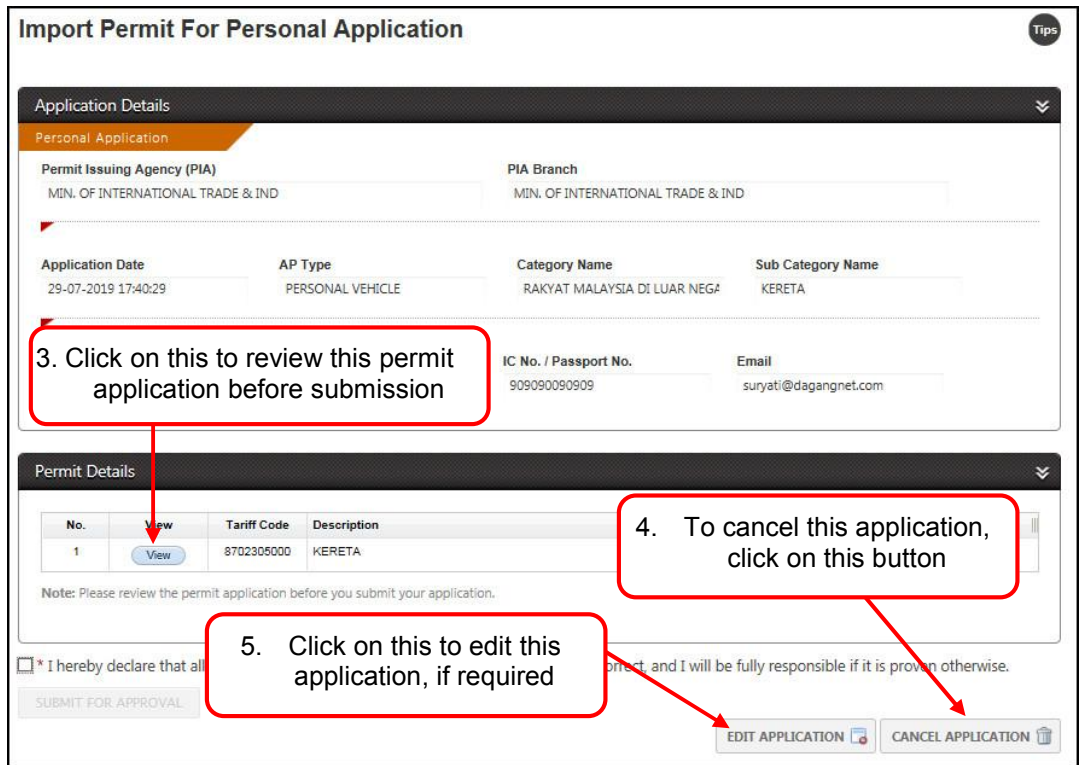 Import Permit For Personal Application
Tips
Application Details
Personal Application
Permit Issuing Agency (PIA)
PIA Branch
MIN. OF INTERNATIONAL TRADE & IND
MIN. OF INTERNATIONAL TRADE & IND
Application Date
AP Type
Category Name
Sub Category Name
29-07-2019 17:40:29
PERSONAL VEHICLE
RAKYAT MALAYSIA DI LUAR NEGA
KERETA
3. Click on this to review this permit
application before submission
IC No. / Passport No.
Email
909090090909
suryati@dagangnet.com
Permit Details
No.
View
Tariff Code
Description
1
View
8702305000
KERETA
4. To cancel this application,
click on this button
Note: Please review the permit application before you submit your application.
5. Click on this to edit this
application, if required
* I hereby declare that all
correct, and I will be fully responsible if it is proven otherwise.
SUBMIT FOR APPROVAL
EDIT APPLICATION
CANCEL APPLICATION